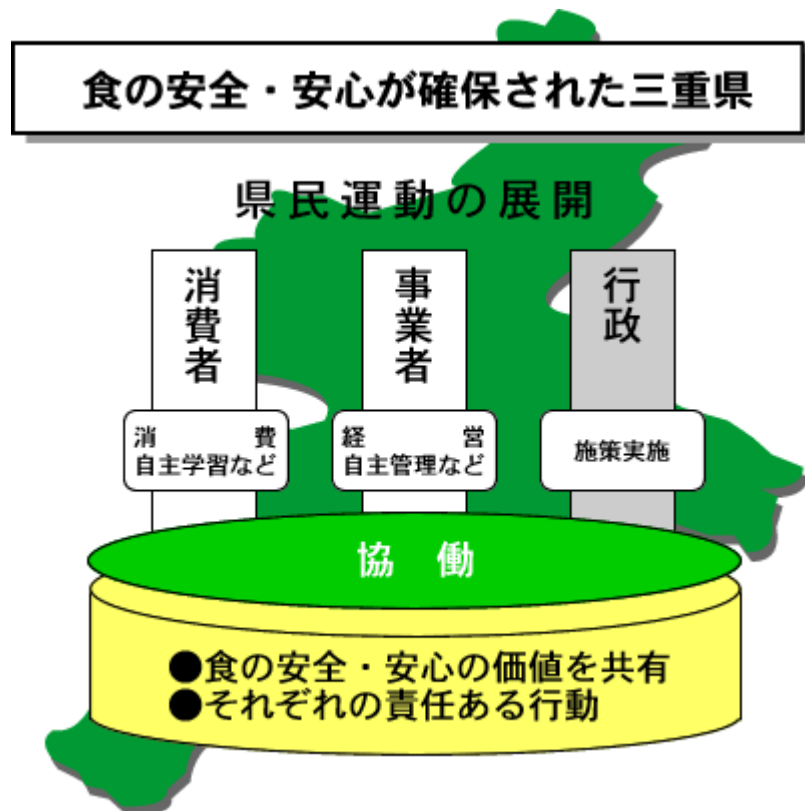 食の安全・安心が確保された三重県
県民運動の展開
消費者
事業者
行政
消費
自主学習など
経営
自主管理など
施策実施
協働
●食の安全・安心の価値を共有
●それぞれの責任ある行動